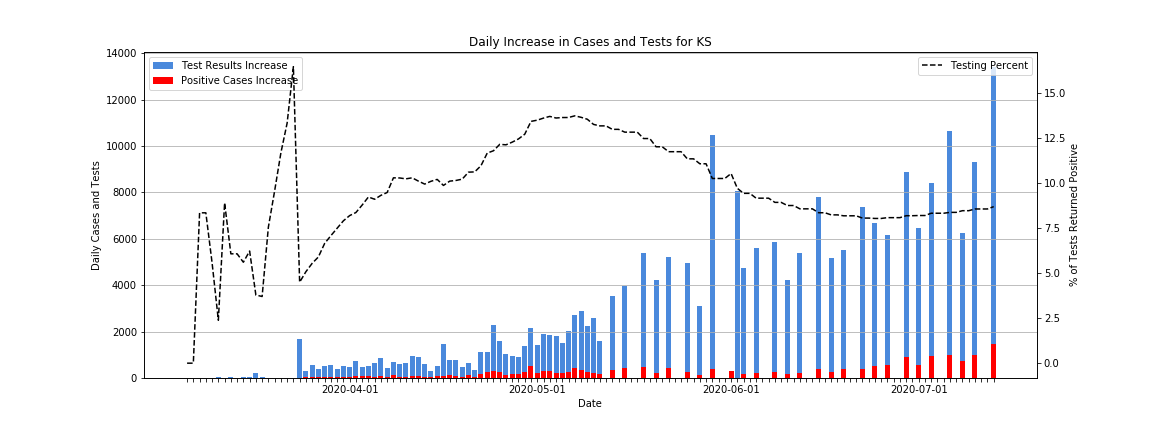 Daily Increase in Cases and Tests for KS
Test Results Increase
Positive Cases Increase
Testing Percent
14000
12000
10000
8000
6000
4000
2000
0
Daily Cases and Tests
15.0
12.5
10.0
7.5
5.0
2.5
0.0
% of Tests Returned Positive
2020-04-01
2020-05-01
2020-06-01
2020-07-01
Date